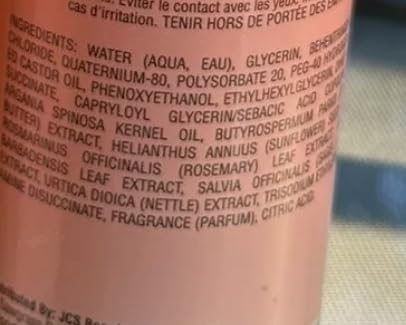 cas d'irritation. TENIR HORS DE PORTÉE DES
INGREDIENTS: WATER (AQUA, EAU), GLYCERIN,
CHLORIDE, QUATERNIUM-80, POLYSORBATE 20, PEG-40
ED CASTOR OIL, PHENOXYETHANOL, ETHYLHEXYLGLYCERIN,
SUCCINATE, CAPRYLOYL GLYCERIN/SEBACIC ACID
ARGANIA SPINOSA KERNEL OIL, BUTYROSPERMUM
BUTTER) EXTRACT, HELIANTHUS ANNUUS (SUNFLOWER)
ROSMARINUS OFFICINALIS (ROSEMARY) LEAF
BARBADENSIS LEAF EXTRACT, SALVIA OFFICINALIS
EXTRACT, URTICA DIOICA (NETTLE) EXTRACT, TRISODIUM
DISUCCINATE, FRAGRANCE (PARFUM), CITRIC ACID.
By: JCS